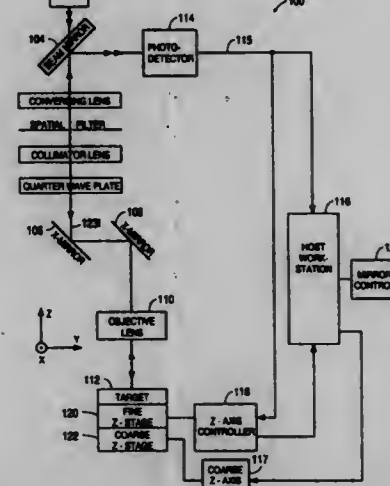 100
104
BEAM MIRROR
114
PHOTO-
DETECTOR
115
CONVERGING LENS
SPATIAL FILTER
COLLIMATOR LENS
QUARTER WAVE PLATE
123
106
108
116
HOST
WORK-
STATION
MIRROR
CONTROL
110
OBJECTIVE
LENS
Z
Y
X
112
TARGET
120
FINE
Z-STAGE
122
COARSE
Z-STAGE
118
Z-AXIS
CONTROLLER
117
COARSE
Z-AXIS